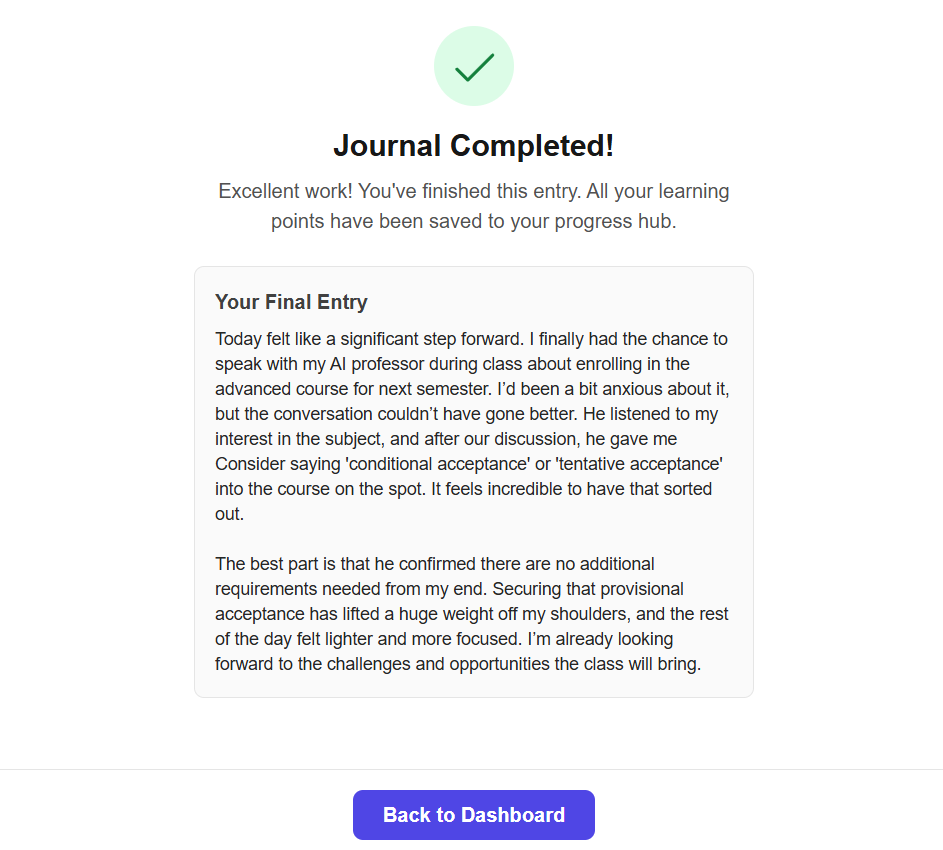 Journal Completed!
Excellent work! You've finished this entry. All your learning
points have been saved to your progress hub.
Your Final Entry
Today felt like a significant step forward. I finally had the chance to
speak with my AI professor during class about enrolling in the
advanced course for next semester. I’d been a bit anxious about it,
but the conversation couldn’t have gone better. He listened to my
interest in the subject, and after our discussion, he gave me
Consider saying 'conditional acceptance' or 'tentative acceptance'
into the course on the spot. It feels incredible to have that sorted
out.
The best part is that he confirmed there are no additional
requirements needed from my end. Securing that provisional
acceptance has lifted a huge weight off my shoulders, and the rest
of the day felt lighter and more focused. I’m already looking
forward to the challenges and opportunities the class will bring.
Back to Dashboard